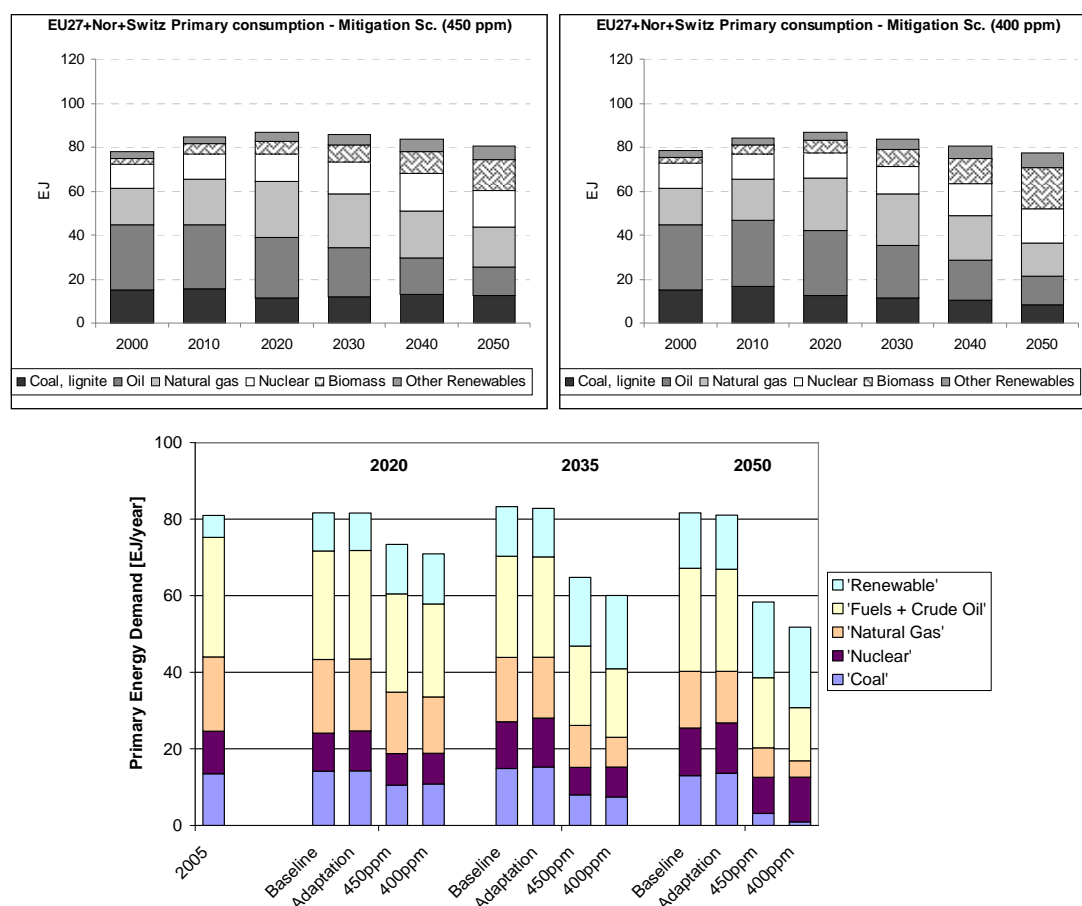 EU27+Nor+Switz Primary consumption - Mitigation Sc. (450 ppm)
120
100
80
60
40
20
0
EJ
2000 2010 2020 2030 2040 2050
Coal, lignite Oil Natural gas Nuclear Biomass Other Renewables
EU27+Nor+Switz Primary consumption - Mitigation Sc. (400 ppm)
120
100
80
60
40
20
0
EJ
2000 2010 2020 2030 2040 2050
Coal, lignite Oil Natural gas Nuclear Biomass Other Renewables
100
80
60
40
20
0
Primary Energy Demand [EJ/year]
2020 2035 2050
2005 Baseline Adaptation 450ppm 400ppm Baseline Adaptation 450ppm 400ppm Baseline Adaptation 450ppm 400ppm
'Renewable'
'Fuels + Crude Oil'
'Natural Gas'
'Nuclear'
'Coal'